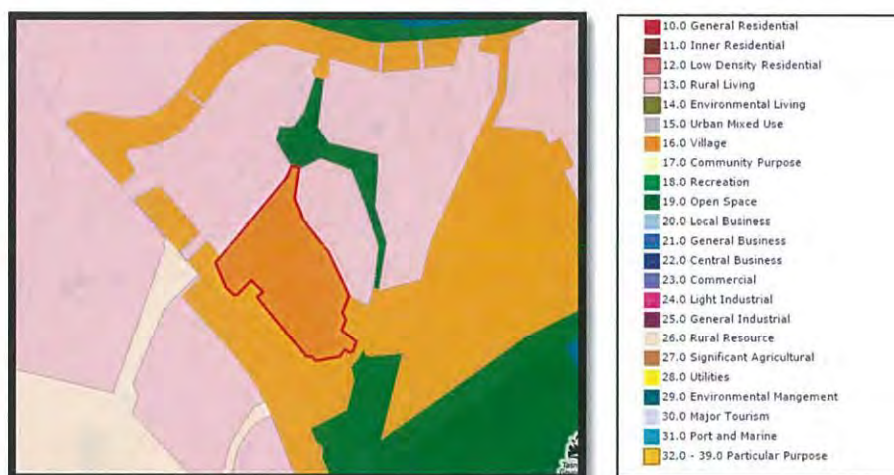 10.0 General Residential
11.0 Inner Residential
12.0 Low Density Residential
13.0 Rural Living
14.0 Environmental Living
15.0 Urban Mixed Use
16.0 Village
17.0 Community Purpose
18.0 Recreation
19.0 Open Space
20.0 Local Business
21.0 General Business
22.0 Central Business
23.0 Commercial
24.0 Light Industrial
25.0 General Industrial
26.0 Rural Resource
27.0 Significant Agricultural
28.0 Utilities
29.0 Environmental Mangement
30.0 Major Tourism
31.0 Port and Marine
32.0 - 39.0 Particular Purpose